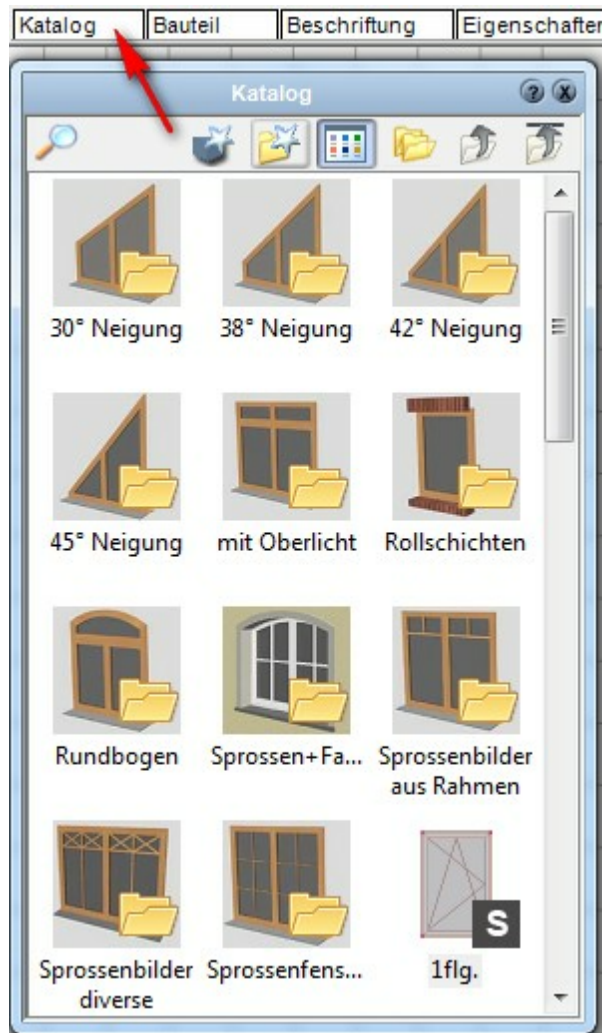 Katalog Bauteil Beschriftung Eigenschaften
Katalog
30° Neigung 38° Neigung 42° Neigung
45° Neigung mit Oberlicht Rollschichten
Rundbogen Sprossen+Fa... Sprossenbilder
aus Rahmen
Sprossenbilder Sprossenfens... 1flg.
diverse
S